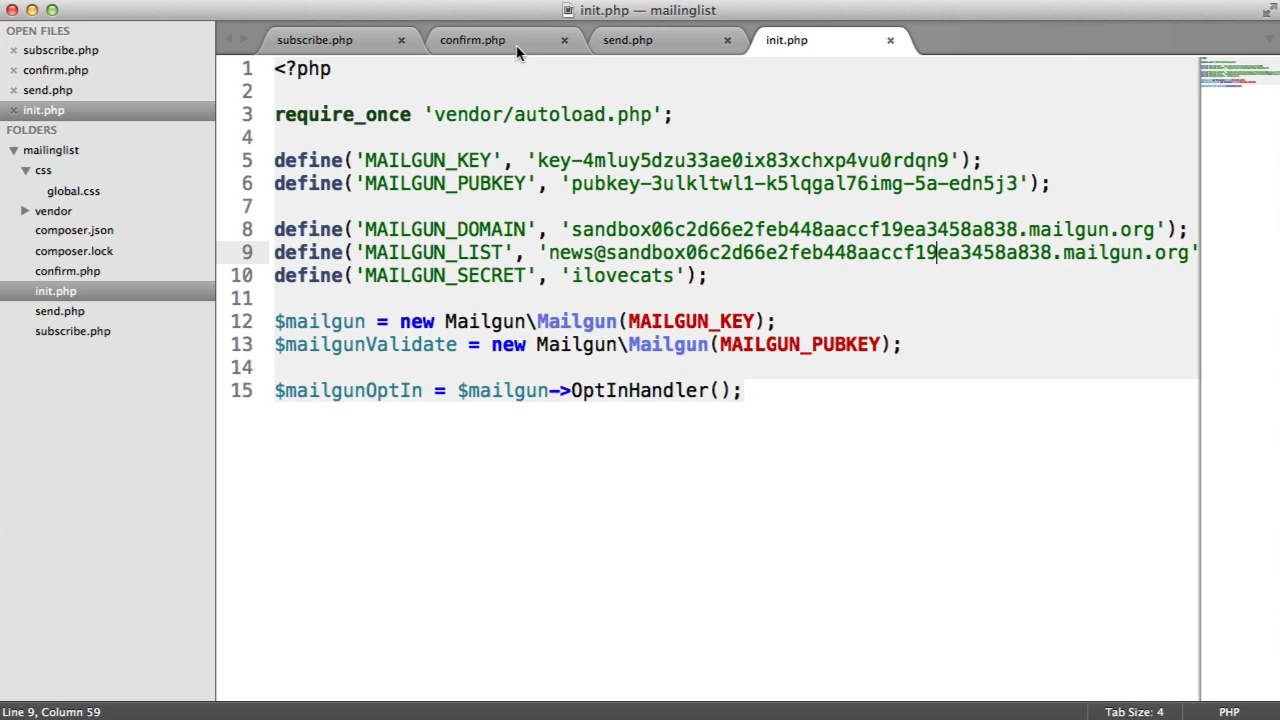 init.php — mailinglist
OPEN FILES
subscribe.php
confirm.php
send.php
init.php
FOLDERS
mailinglist
css
global.css
vendor
composer.json
composer.lock
confirm.php
init.php
send.php
subscribe.php
subscribe.php confirm.php send.php init.php
1 <?php
2
3 require_once 'vendor/autoload.php';
4
5 define('MAILGUN_KEY', 'key-4mluy5dzu33ae0ix83xchxp4vu0rdqn9');
6 define('MAILGUN_PUBKEY', 'pubkey-3ulkltwl1-k5lqgal76img-5a-edn5j3');
7
8 define('MAILGUN_DOMAIN', 'sandbox06c2d66e2feb448aaccf19ea3458a838.mailgun.org');
9 define('MAILGUN_LIST', 'news@sandbox06c2d66e2feb448aaccf19ea3458a838.mailgun.org'
10 define('MAILGUN_SECRET', 'ilovecats');
11
12 $mailgun = new Mailgun\Mailgun(MAILGUN_KEY);
13 $mailgunValidate = new Mailgun\Mailgun(MAILGUN_PUBKEY);
14
15 $mailgunOptIn = $mailgun->OptInHandler();
Line 9, Column 59
Tab Size: 4
PHP